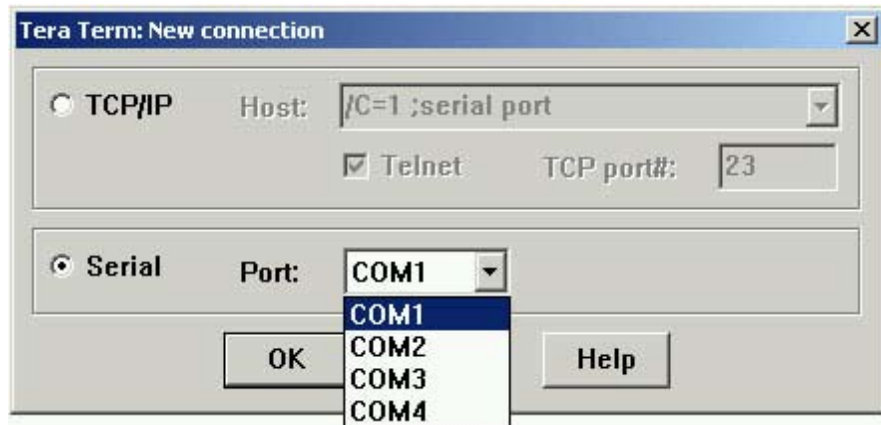 Tera Term: New connection
TCP/IP
Host:
/C=1 ;serial port
Telnet
TCP port#:
23
Serial
Port:
COM1
COM1
COM2
COM3
COM4
OK
Help